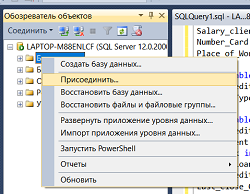 Обозреватель объектов
SQLQuery1.sql - LA
Соединить
LAPTOP-M88ENLCF (SQL Server 12.0.2000
Salary_clien
Number_Card
Place of Wo
Создать базу данных...
Присоединить...
Восстановить базу данных...
Восстановить файлы и файловые группы...
Развернуть приложение уровня данных...
Импорт приложения уровня данных...
Запустить PowerShell
Отчеты
Обновить